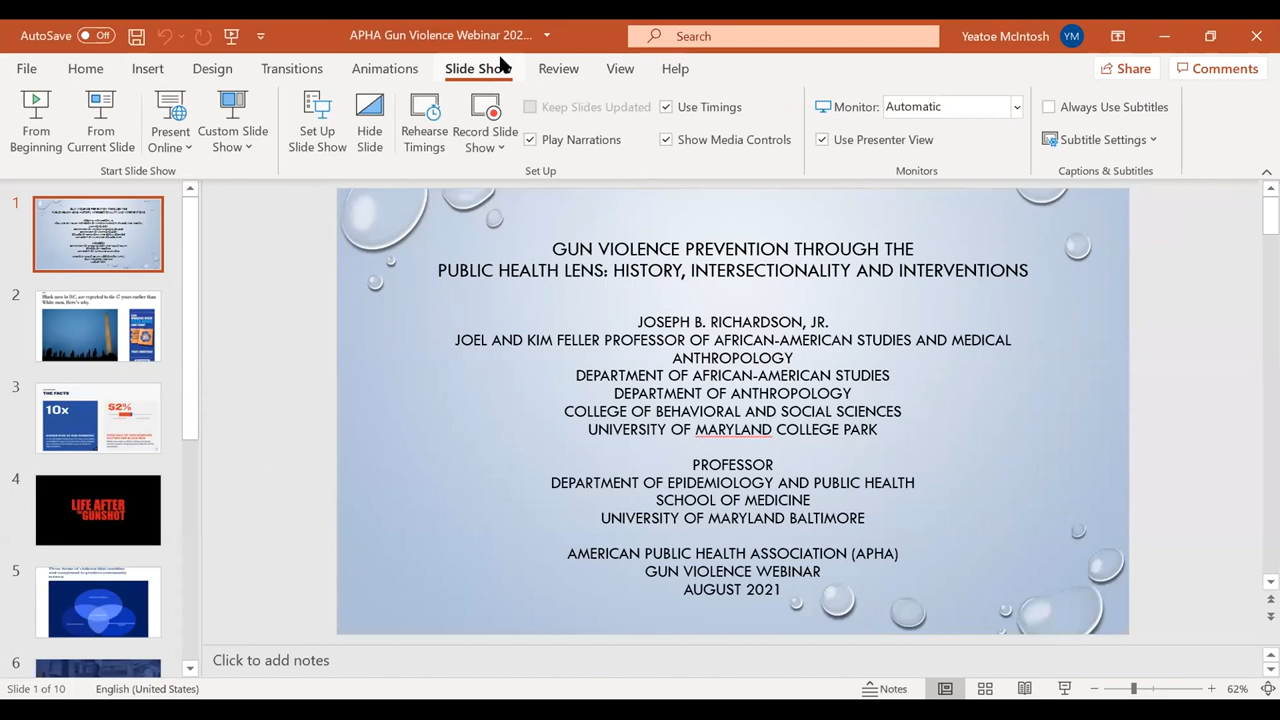 AutoSave Off APHA Gun Violence Webinar 202... Search Yeatoe McIntosh YM
File Home Insert Design Transitions Animations Slide Show Review View Help Share Comments
From Beginning
From Current Slide
Present Online
Custom Slide Show
Start Slide Show
Set Up Slide Show
Hide Slide
Rehearse Timings
Record Slide Show
Keep Slides Updated
Use Timings
Play Narrations
Show Media Controls
Set Up
Monitor: Automatic
Use Presenter View
Monitors
Always Use Subtitles
Subtitle Settings
Captions & Subtitles
1
2
Black men in D.C. are expected to die 17 years earlier than
White men. Here's why.
3
THE FACTS
10x
52%
4
LIFE AFTER
THE GUNSHOT
5
6
GUN VIOLENCE PREVENTION THROUGH THE
PUBLIC HEALTH LENS: HISTORY, INTERSECTIONALITY AND INTERVENTIONS
JOSEPH B. RICHARDSON, JR.
JOEL AND KIM FELLER PROFESSOR OF AFRICAN-AMERICAN STUDIES AND MEDICAL
ANTHROPOLOGY
DEPARTMENT OF AFRICAN-AMERICAN STUDIES
DEPARTMENT OF ANTHROPOLOGY
COLLEGE OF BEHAVIORAL AND SOCIAL SCIENCES
UNIVERSITY OF MARYLAND COLLEGE PARK
PROFESSOR
DEPARTMENT OF EPIDEMIOLOGY AND PUBLIC HEALTH
SCHOOL OF MEDICINE
UNIVERSITY OF MARYLAND BALTIMORE
AMERICAN PUBLIC HEALTH ASSOCIATION (APHA)
GUN VIOLENCE WEBINAR
AUGUST 2021
Click to add notes
Slide 1 of 10 English (United States) Notes 62%